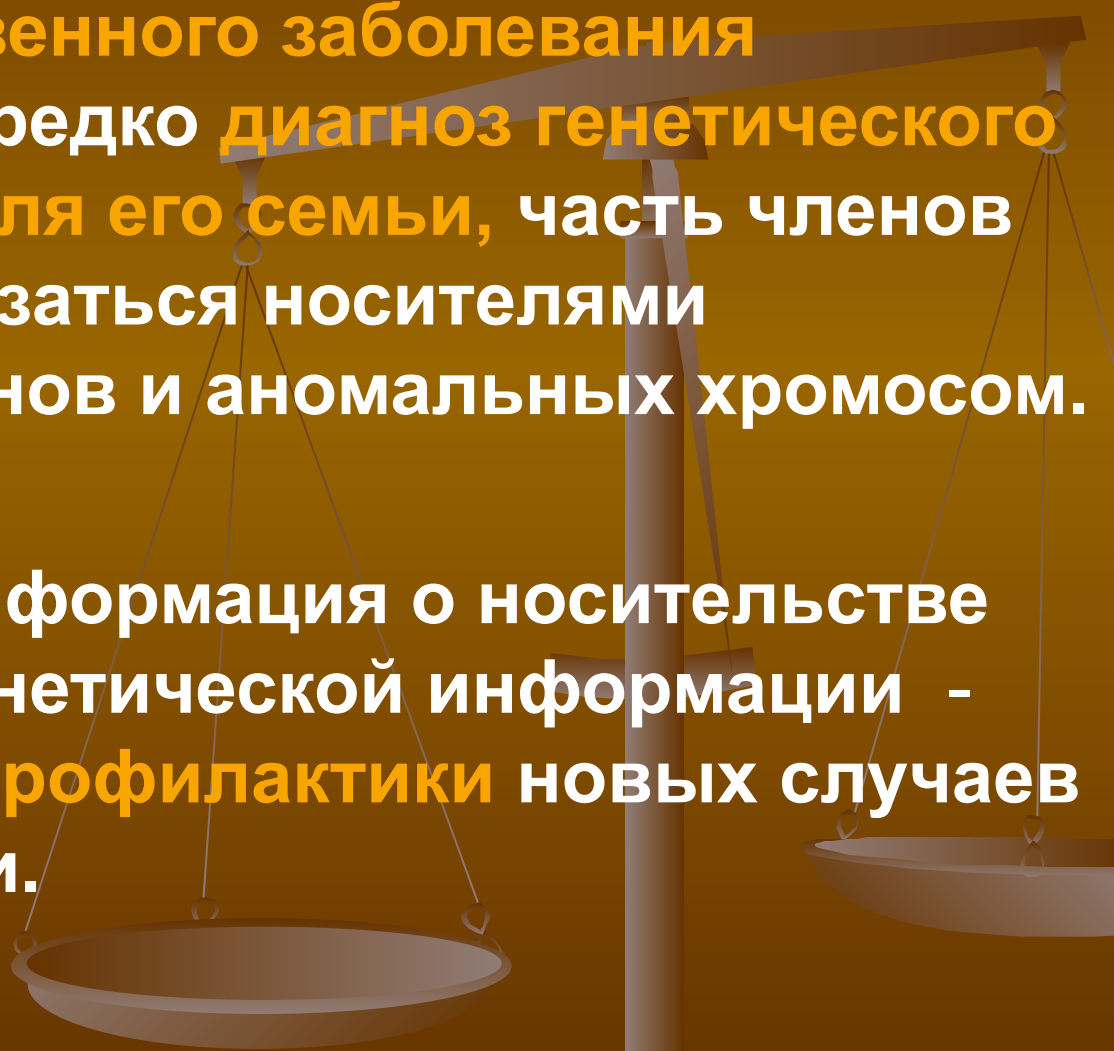 венного заболевания
редко диагноз генетического
ля его семьи, часть членов
заться носителями
нов и аномальных хромосом.
формация о носительстве
нетической информации -
рофилактики новых случаев
и.